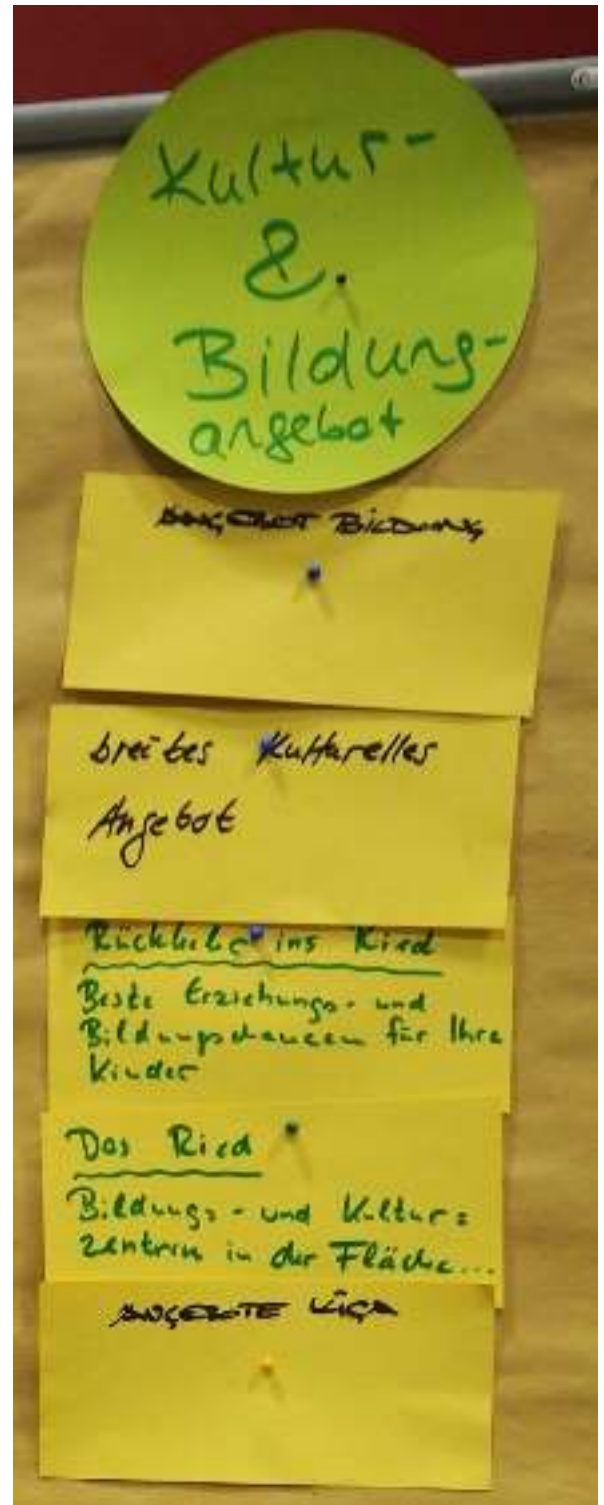 Kultur-
&
Bildung-
angebot
ANGEBOT BILDUNG
breites Kulturelles
Angebot
ins Ried
Beste Erziehungs- und
Bildungschancen für Ihre
Kinder
Das Ried
Bildungs- und Kultur=
zentrum in der Fläche...
ANGEBOTE